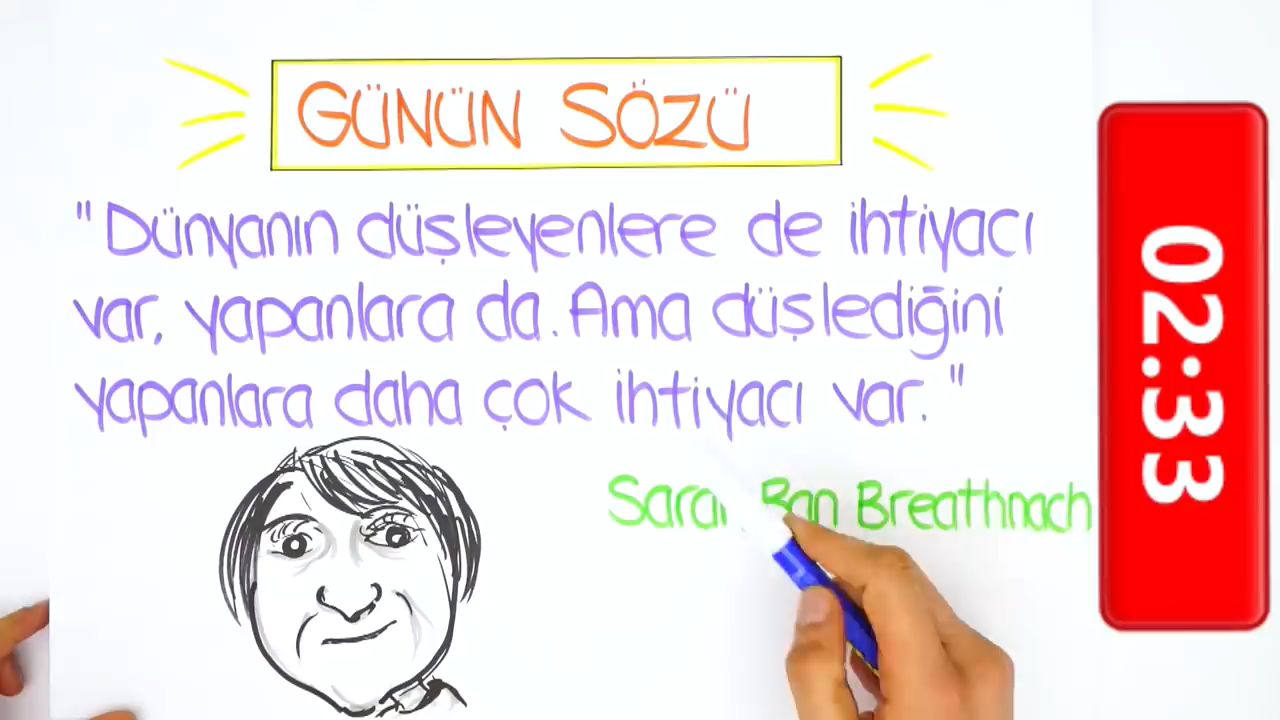 GÜNÜN SÖZÜ
"Dünyanın düşleyenlere de ihtiyacı
var, yapanlara da. Ama düşlediğini
yapanlara daha çok ihtiyacı var."
Ban Breathnach
02:33